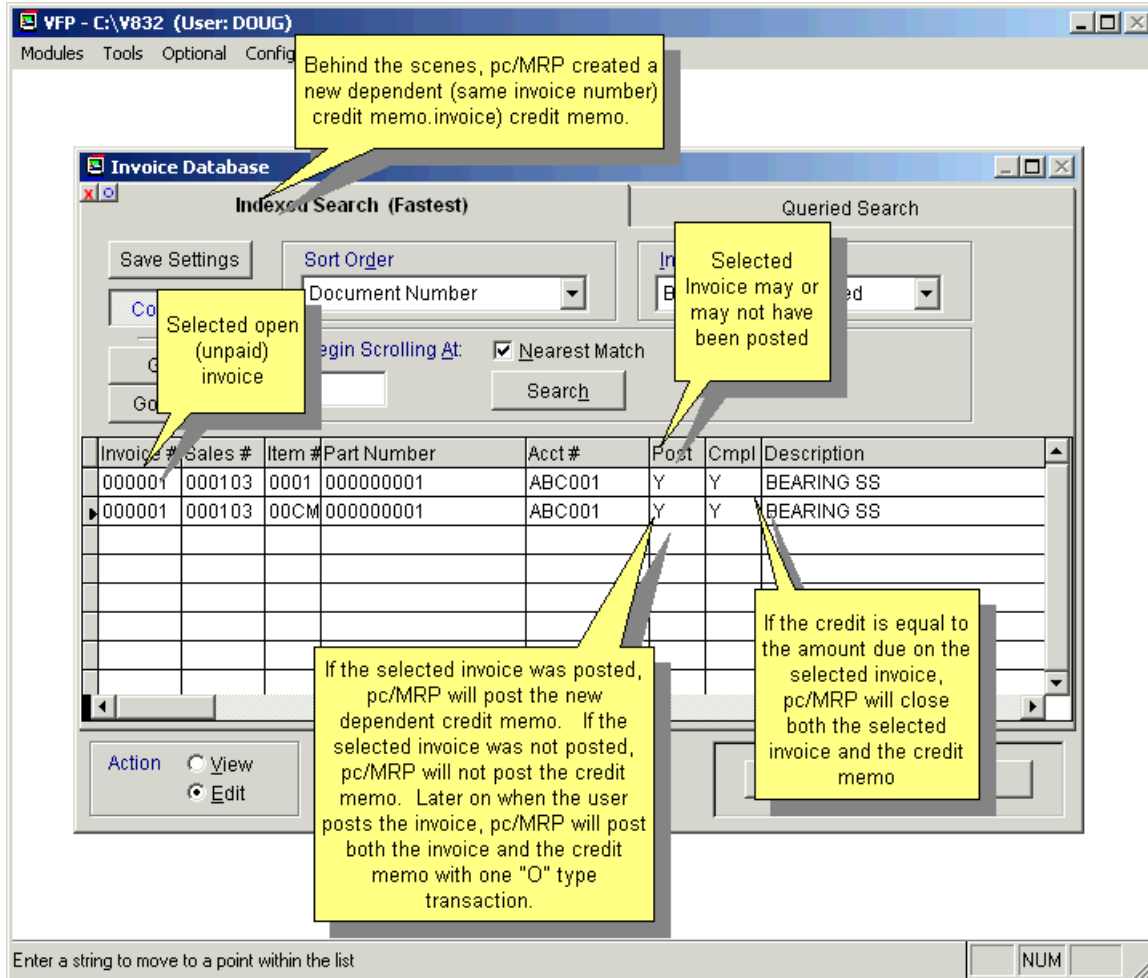 VFP - C:\V832 (User: DOUG)
Modules Tools Optional Config
Behind the scenes, pc/MRP created a
new dependent (same invoice number)
credit memo.invoice) credit memo.
Invoice Database
Indexed Search (Fastest)
Queried Search
Save Settings
Sort Order
Document Number
In
B
ed
Co
Selected
Invoice may or
may not have
been posted
Selected open
(unpaid)
invoice
G
egin Scrolling At:
Nearest Match
Go
Search
Invoice # Sales # Item # Part Number Acct # Post Cmpl Description
000001 000103 0001 000000001 ABC001 Y Y BEARING SS
000001 000103 00CM 000000001 ABC001 Y Y BEARING SS
If the selected invoice was posted,
pc/MRP will post the new
dependent credit memo. If the
selected invoice was not posted,
pc/MRP will not post the credit
memo. Later on when the user
posts the invoice, pc/MRP will post
both the invoice and the credit
memo with one "O" type
transaction.
If the credit is equal to
the amount due on the
selected invoice,
pc/MRP will close
both the selected
invoice and the credit
memo
Action
View
Edit
Enter a string to move to a point within the list
NUM